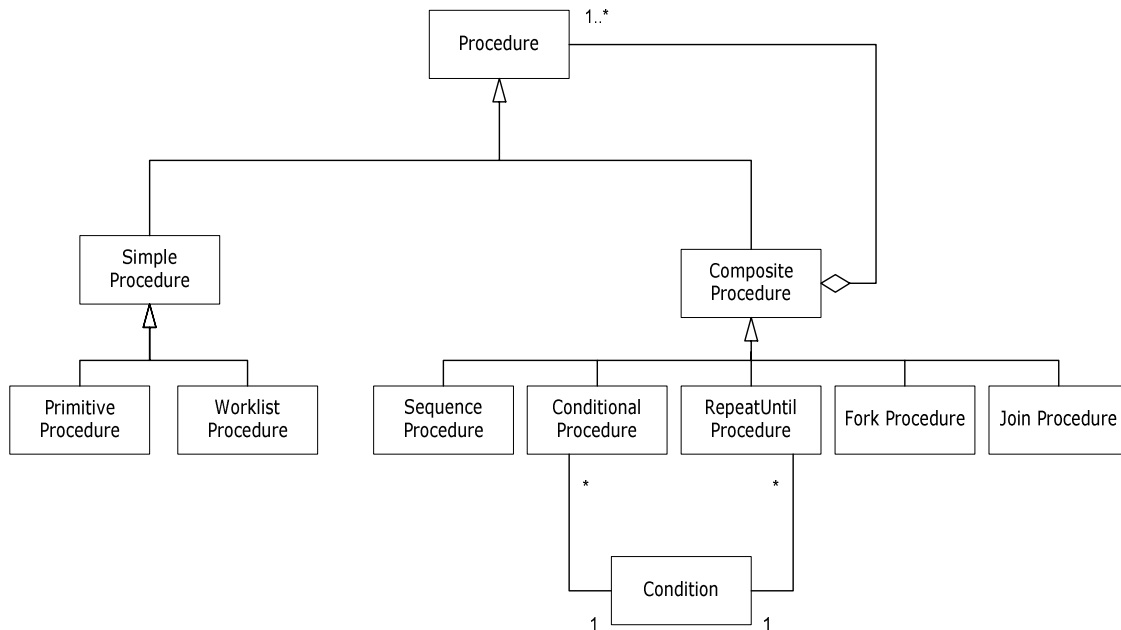 1..*
Procedure
Simple
Procedure
Composite
Procedure
Primitive
Procedure
Worklist
Procedure
Sequence
Procedure
Conditional
Procedure
RepeatUntil
Procedure
Fork Procedure
Join Procedure
*
*
Condition
1
1